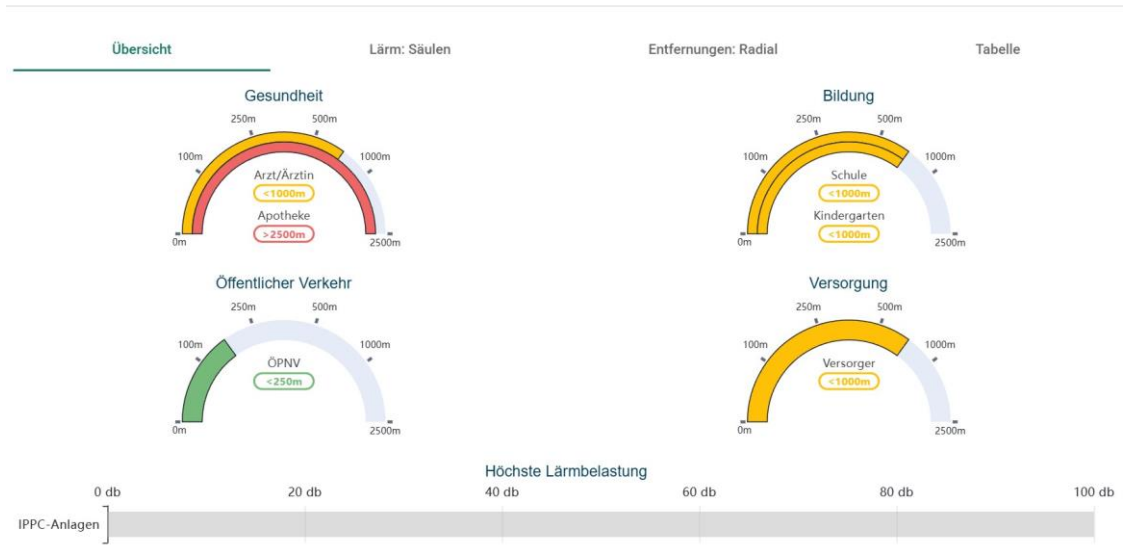 Übersicht
Lärm: Säulen
Entfernungen: Radial
Tabelle
Gesundheit
250m
500m
100m
1000m
Arzt/Ärztin
<1000m
Apotheke
>2500m
0m
2500m
Bildung
250m
500m
100m
1000m
Schule
<1000m
Kindergarten
<1000m
0m
2500m
Öffentlicher Verkehr
250m
500m
100m
1000m
ÖPNV
<250m
0m
2500m
Versorgung
250m
500m
100m
1000m
Versorger
<1000m
0m
2500m
Höchste Lärmbelastung
0 db
20 db
40 db
60 db
80 db
100 db
IPPC-Anlagen